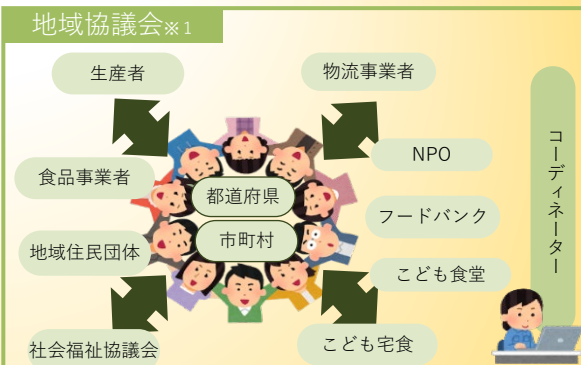 地域協議会※1
生産者
物流事業者
食品事業者
NPO
都道府県
フードバンク
市町村
地域住民団体
こども食堂
社会福祉協議会
こども宅食
コーディネーター